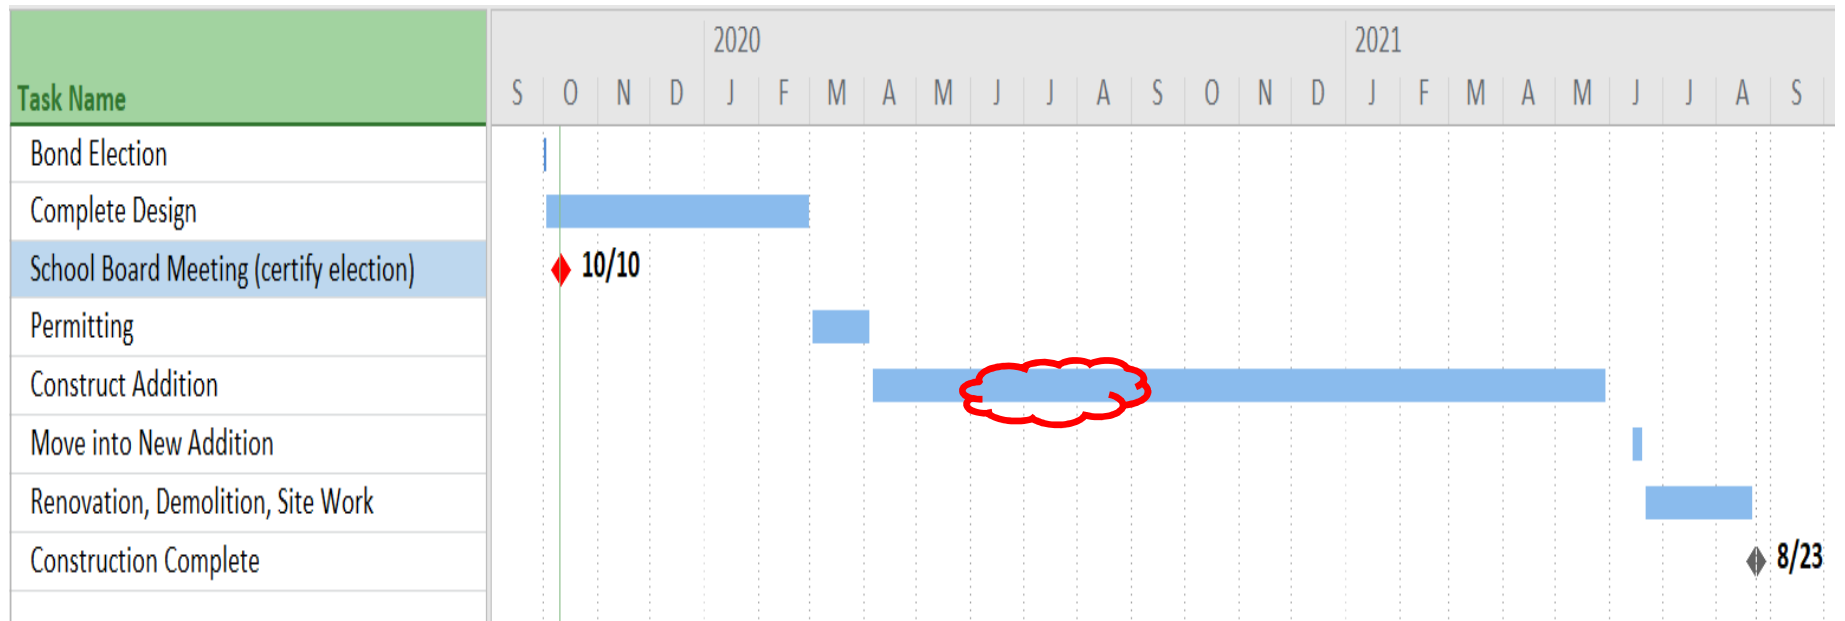 2020 2021
Task Name S O N D J F M A M J J A S O N D J F M A M J J A S
Bond Election
Complete Design
School Board Meeting (certify election) 10/10
Permitting
Construct Addition
Move into New Addition
Renovation, Demolition, Site Work
Construction Complete 8/23